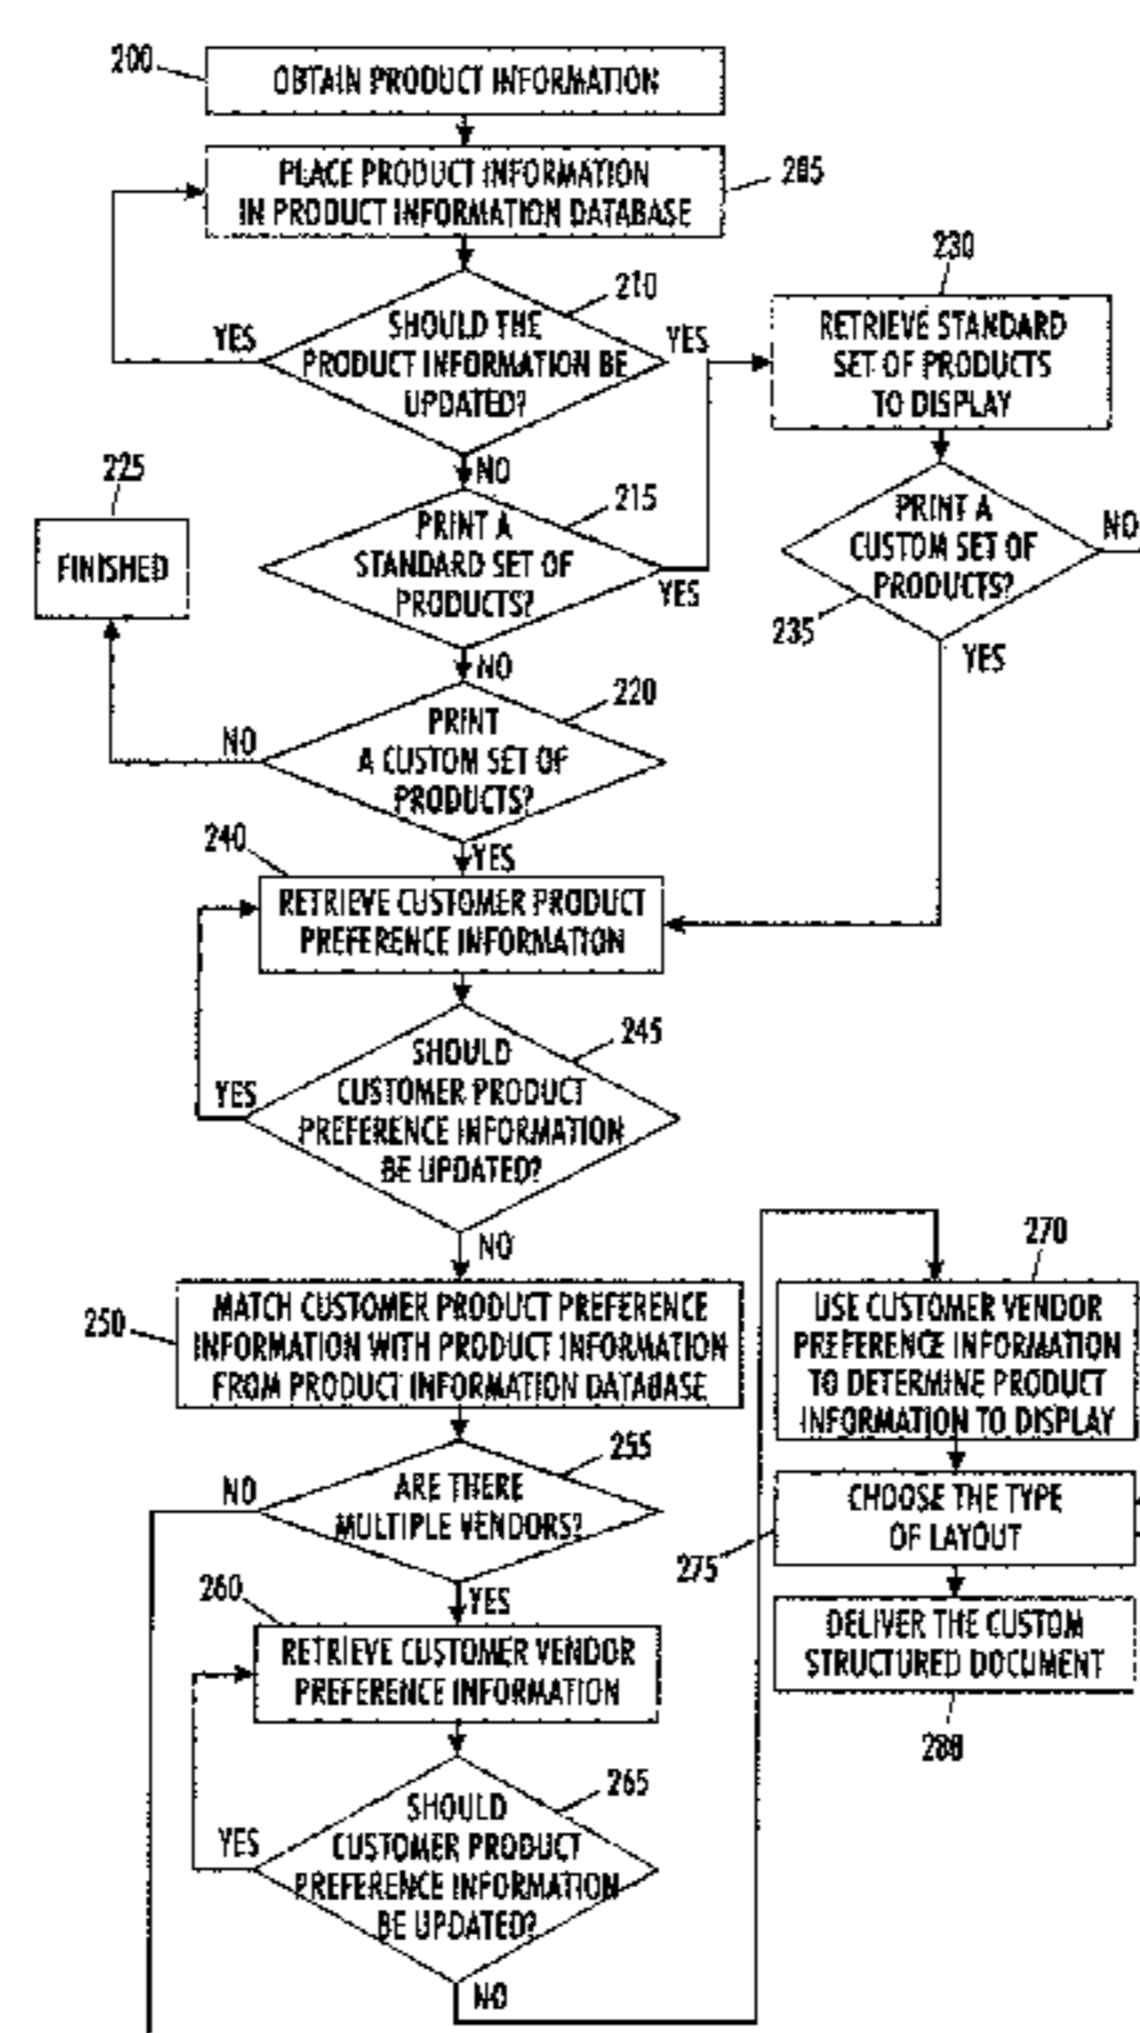 200
OBTAIN PRODUCT INFORMATION
PLACE PRODUCT INFORMATION
IN PRODUCT INFORMATION DATABASE
205
210
YES
SHOULD THE
PRODUCT INFORMATION BE
UPDATED?
YES
230
RETRIEVE STANDARD
SET OF PRODUCTS
TO DISPLAY
NO
225
FINISHED
215
PRINT A
STANDARD SET OF
PRODUCTS?
YES
PRINT A
CUSTOM SET OF
PRODUCTS?
NO
235
YES
NO
220
PRINT
A CUSTOM SET OF
PRODUCTS?
NO
YES
240
RETRIEVE CUSTOMER PRODUCT
PREFERENCE INFORMATION
245
SHOULD
CUSTOMER PRODUCT
PREFERENCE INFORMATION
BE UPDATED?
YES
NO
250
MATCH CUSTOMER PRODUCT PREFERENCE
INFORMATION WITH PRODUCT INFORMATION
FROM PRODUCT INFORMATION DATABASE
255
NO
ARE THERE
MULTIPLE VENDORS?
YES
260
RETRIEVE CUSTOMER VENDOR
PREFERENCE INFORMATION
265
SHOULD
CUSTOMER PRODUCT
PREFERENCE INFORMATION
BE UPDATED?
YES
NO
270
USE CUSTOMER VENDOR
PREFERENCE INFORMATION
TO DETERMINE PRODUCT
INFORMATION TO DISPLAY
CHOOSE THE TYPE
OF LAYOUT
275
DELIVER THE CUSTOM
STRUCTURED DOCUMENT
280